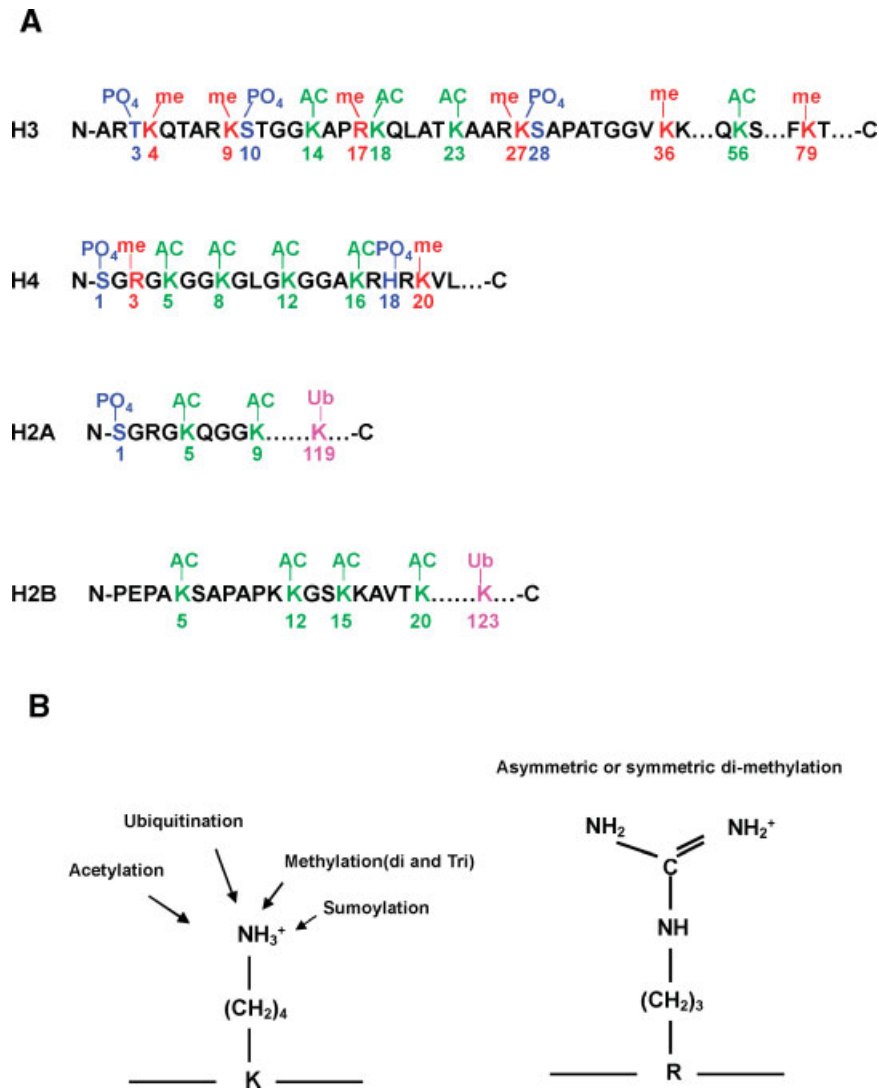 A
PO4 me me PO4 AC me AC AC me PO4 me AC me
H3 N-ARTKQTARKSTGGKAPRKQLATKAARKSAPATGGVKK...QKS...FKT...-C
3 4 9 10 14 17 18 23 27 28 36 56 79
PO4 me AC AC AC AC PO4 me
H4 N-SGRGKGGKGLGKGGAKRHRKVL...-C
1 3 5 8 12 16 18 20
PO4 AC AC Ub
H2A N-SGRGKQGGK......K...-C
1 5 9 119
AC AC AC AC Ub
H2B N-PEPAKSAPAPKKGSKKAVTK......K...-C
5 12 15 20 123
B
Asymmetric or symmetric di-methylation
Ubiquitination
NH2 NH2+
Acetylation
Methylation(di and Tri)
C
Sumoylation
NH3+
NH
(CH2)4
(CH2)3
K
R